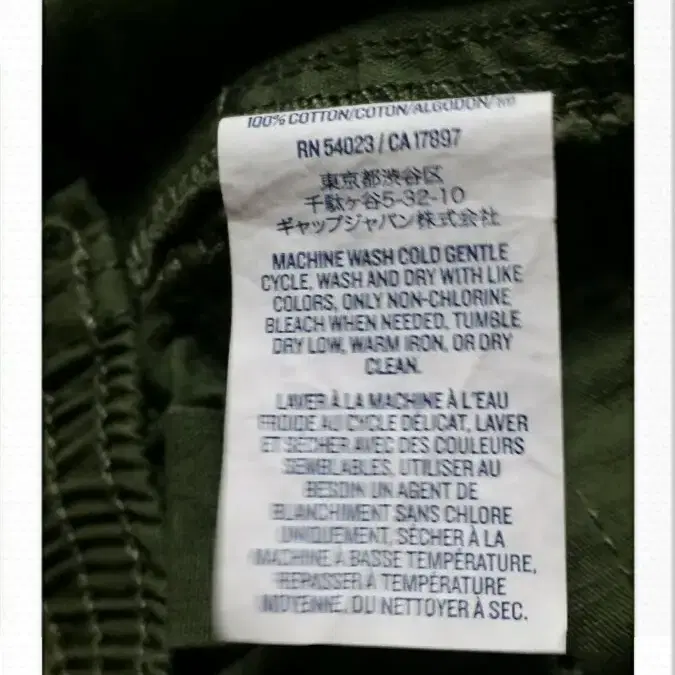 100% COTTON/COTON/ALGODON/
RN 54023 / CA 17897
東京都渋谷区
千駄ヶ谷5-32-10
ギャップジャパン株式会社
MACHINE WASH COLD GENTLE
CYCLE, WASH AND DRY WITH LIKE
COLORS, ONLY NON-CHLORINE
BLEACH WHEN NEEDED, TUMBLE
DRY LOW, WARM IRON, OR DRY
CLEAN.
LAVER À LA MACHINE À L'EAU
FROIDE AU CYCLE DÉLICAT, LAVER
ET SÉCHER AVEC DES COULEURS
SEMBLABLES, UTILISER AU
BESOIN UN AGENT DE
BLANCHIMENT SANS CHLORE
UNIQUEMENT, SÉCHER À LA
MACHINE À BASSE TEMPÉRATURE,
REPASSER À TEMPÉRATURE
MOYENNE, OU NETTOYER À SEC.